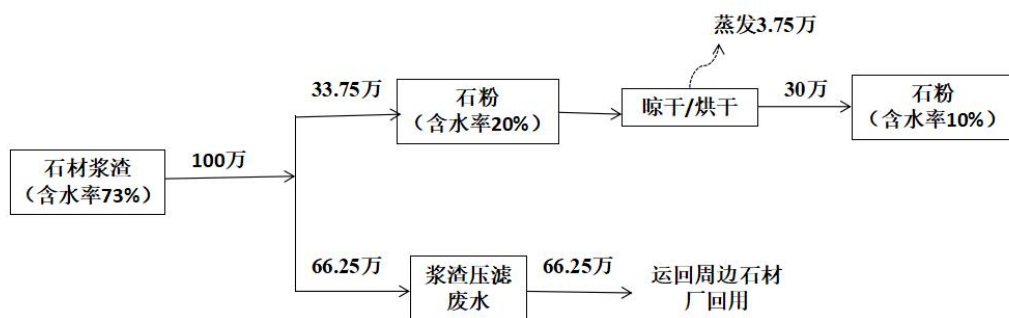 蒸发3.75万
33.75万
石粉
（含水率20%）
晾干/烘干
30万
石粉
（含水率10%）
石材浆渣
（含水率73%）
100万
66.25万
浆渣压滤
废水
66.25万
运回周边石材
厂回用